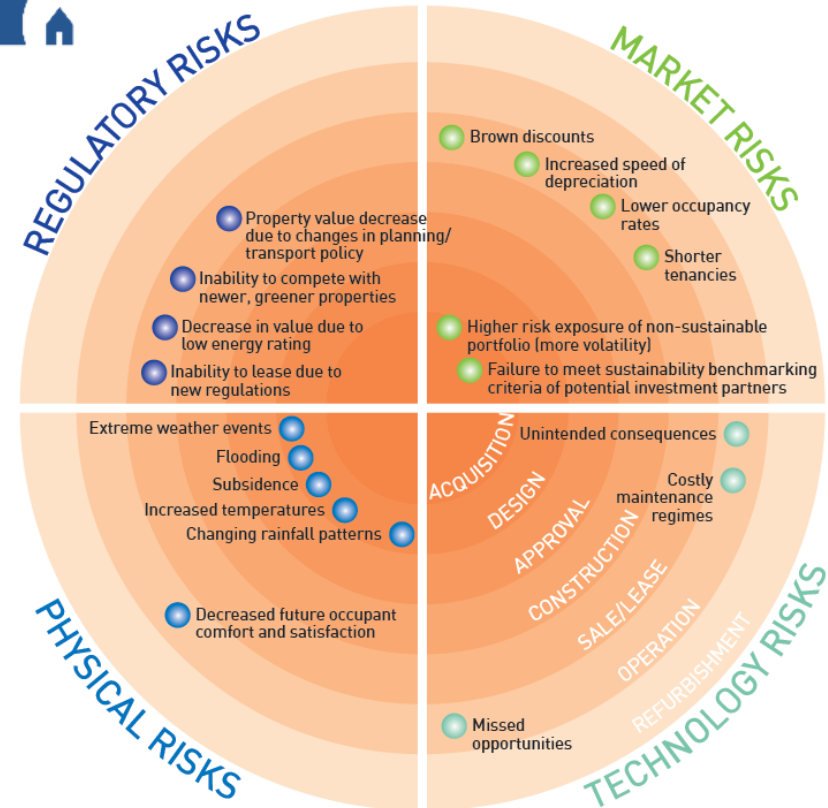 REGULATORY RISKS
MARKET RISKS
Brown discounts
Increased speed of
depreciation
Lower occupancy
rates
Shorter
tenancies
Property value decrease
due to changes in planning/
transport policy
Inability to compete with
newer, greener properties
Decrease in value due to
low energy rating
Inability to lease due to
new regulations
Higher risk exposure of non-sustainable
portfolio (more volatility)
Failure to meet sustainability benchmarking
criteria of potential investment partners
Extreme weather events
Flooding
Subsidence
Increased temperatures
Changing rainfall patterns
Decreased future occupant
comfort and satisfaction
PHYSICAL RISKS
ACQUISITION
DESIGN
APPROVAL
CONSTRUCTION
SALE/LEASE
OPERATION
REFURBISHMENT
Unintended consequences
Costly
maintenance
regimes
Missed
opportunities
TECHNOLOGY RISKS